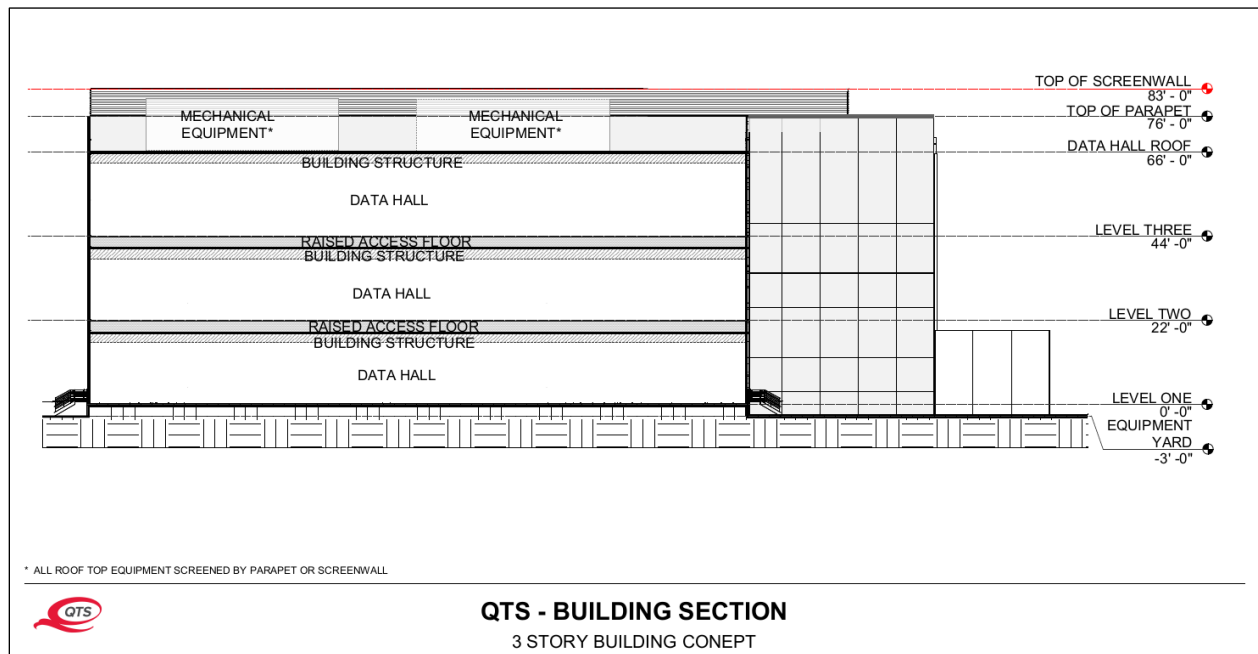 TOP OF SCREENWALL
83' - 0"
MECHANICAL
EQUIPMENT*
MECHANICAL
EQUIPMENT*
TOP OF PARAPET
76' - 0"
DATA HALL ROOF
66' - 0"
BUILDING STRUCTURE
DATA HALL
LEVEL THREE
44' -0"
RAISED ACCESS FLOOR
BUILDING STRUCTURE
DATA HALL
LEVEL TWO
22' -0"
RAISED ACCESS FLOOR
BUILDING STRUCTURE
DATA HALL
LEVEL ONE
0' -0"
EQUIPMENT
YARD
-3' -0"
* ALL ROOF TOP EQUIPMENT SCREENED BY PARAPET OR SCREENWALL
QTS
QTS - BUILDING SECTION
3 STORY BUILDING CONEPT